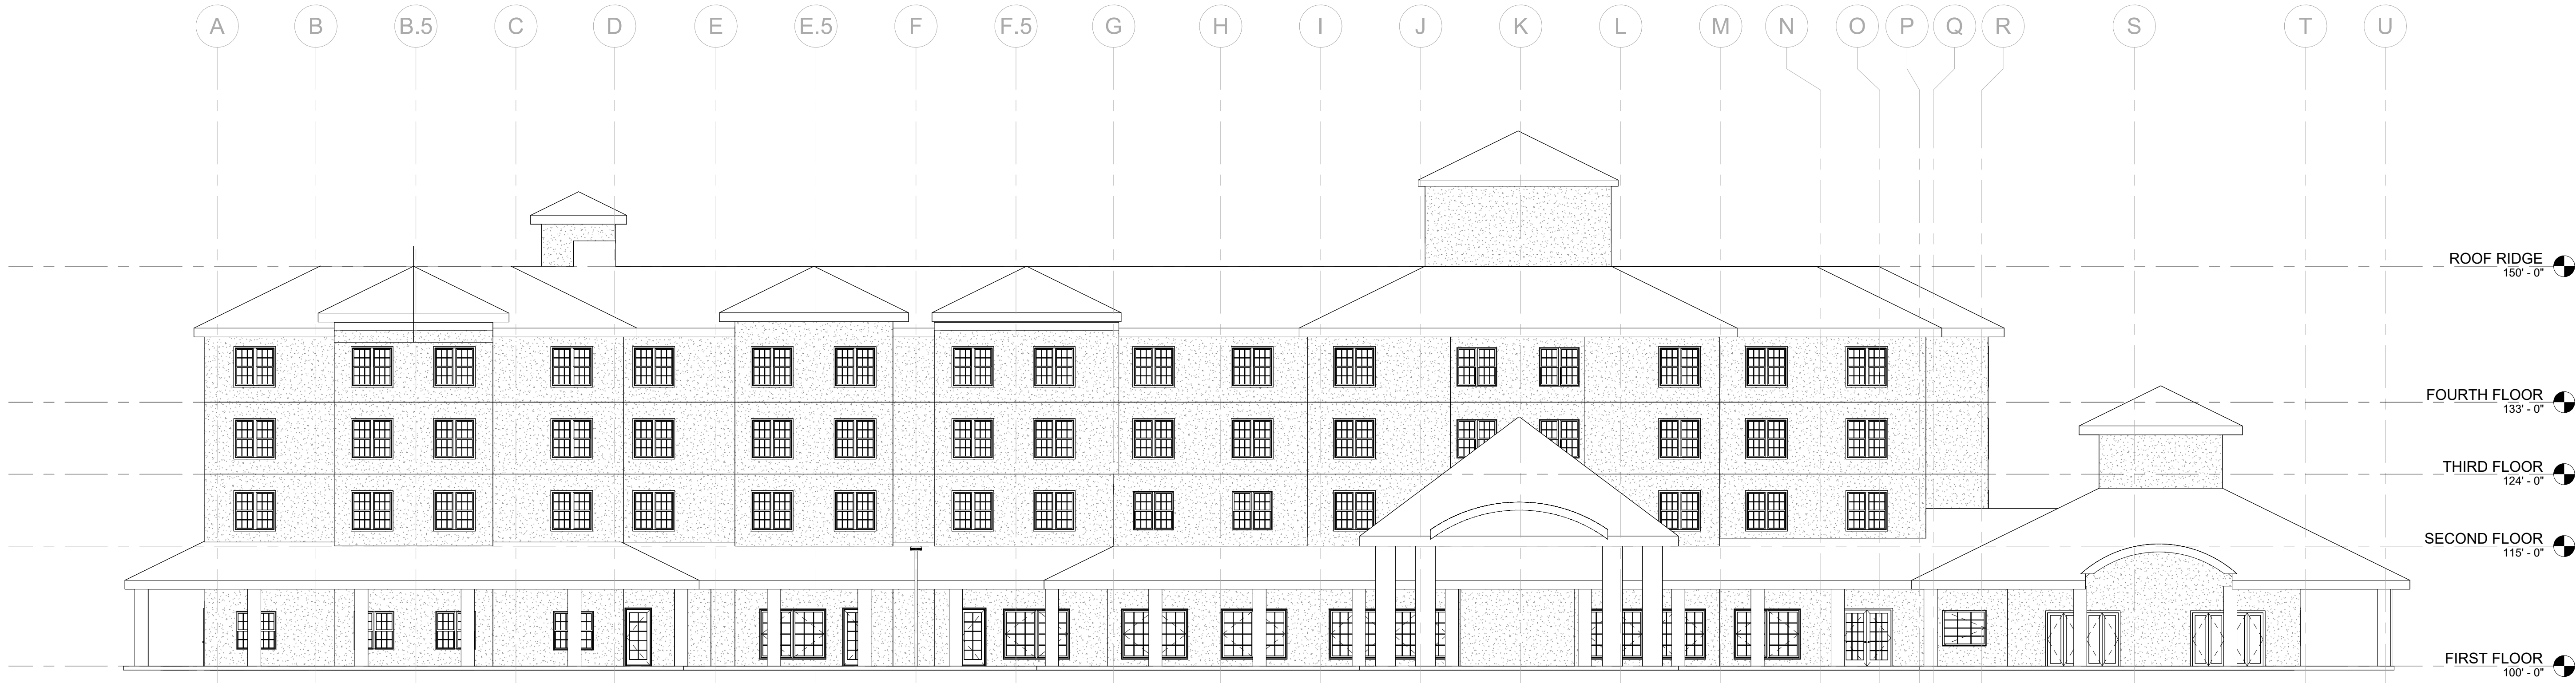 A B B.5 C D E E.5 F F.5 G H I J K L M N O P Q R S T U
ROOF RIDGE
150' - 0"
FOURTH FLOOR
133' - 0"
THIRD FLOOR
124' - 0"
SECOND FLOOR
115' - 0"
FIRST FLOOR
100' - 0"